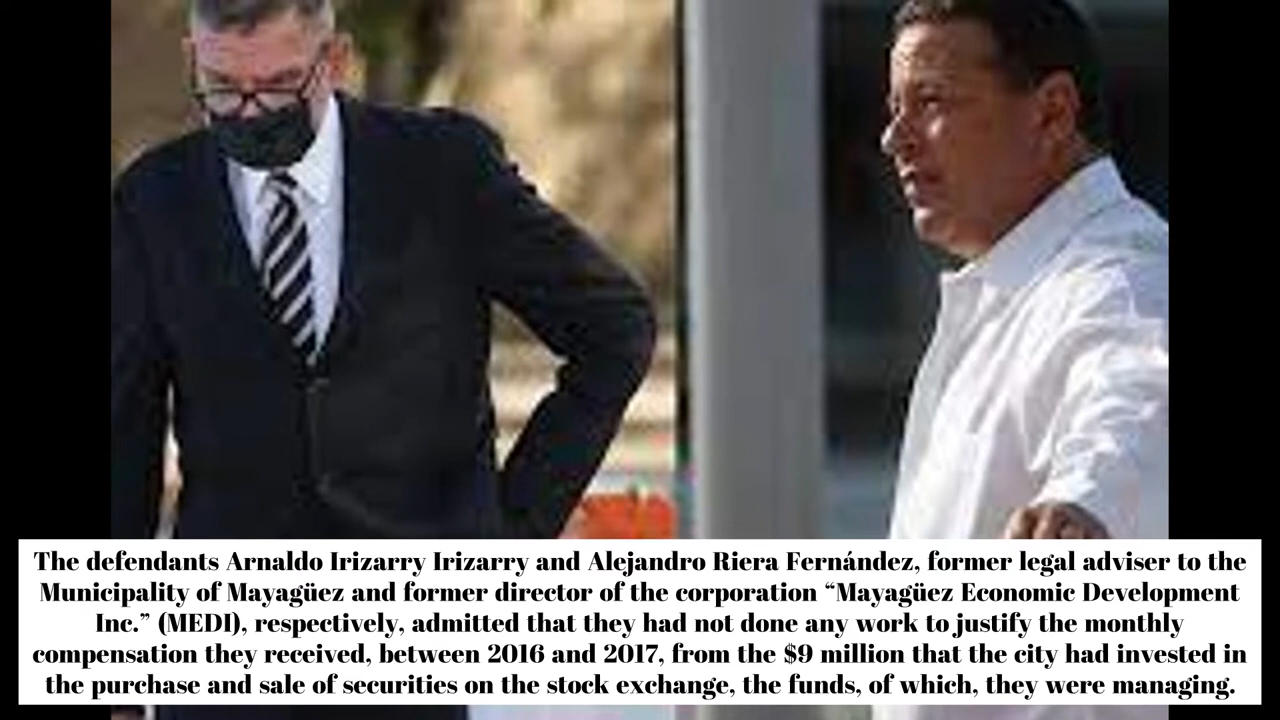 The defendants Arnaldo Irizarry Irizarry and Alejandro Riera Fernández, former legal adviser to the
Municipality of Mayagüez and former director of the corporation “Mayagüez Economic Development
Inc.” (MEDI), respectively, admitted that they had not done any work to justify the monthly
compensation they received, between 2016 and 2017, from the $9 million that the city had invested in
the purchase and sale of securities on the stock exchange, the funds, of which, they were managing.